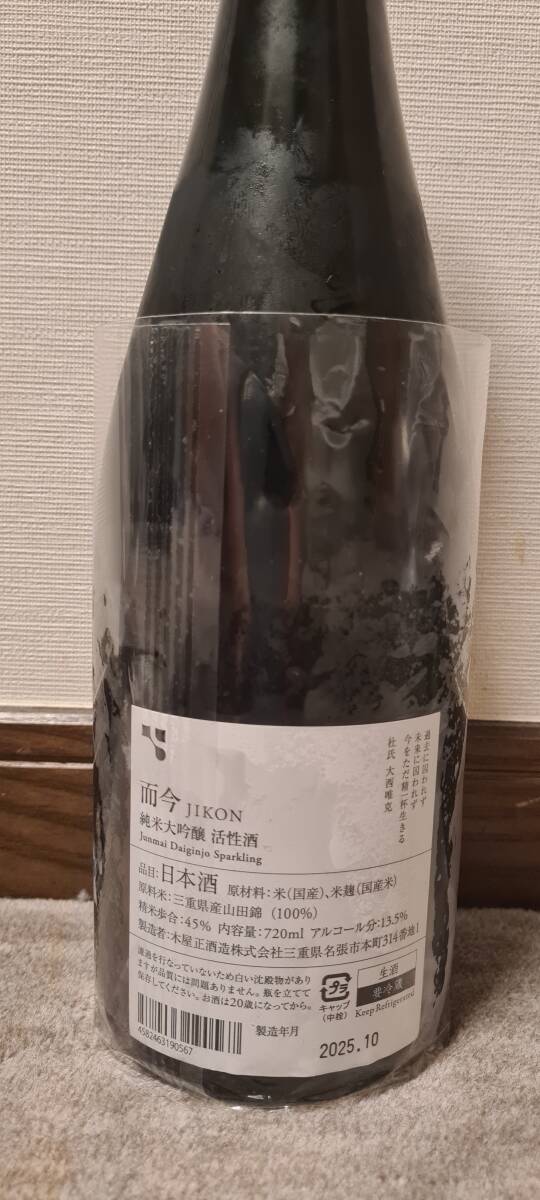 過去に囚われず
未来に囚われず
今をただ精一杯生きる
杜氏 大西唯克
而今 JIKON
純米大吟醸 活性酒
Junmai Daiginjo Sparkling
品目:日本酒 原材料:米(国産)、米麹(国産米)
原料米:三重県産山田錦 (100%)
精米歩合:45% 内容量:720ml アルコール分:13.5%
製造者:木屋正酒造株式会社三重県名張市本町314番地1
濾過を行なっていないため白い沈殿物があり
ますが品質には問題ありません。瓶を立てて
保存してください。お酒は20歳になってから。
プラ
キャップ
(中栓)
生酒
要冷蔵
Keep Refrigerated
4582463190567
製造年月
2025.10